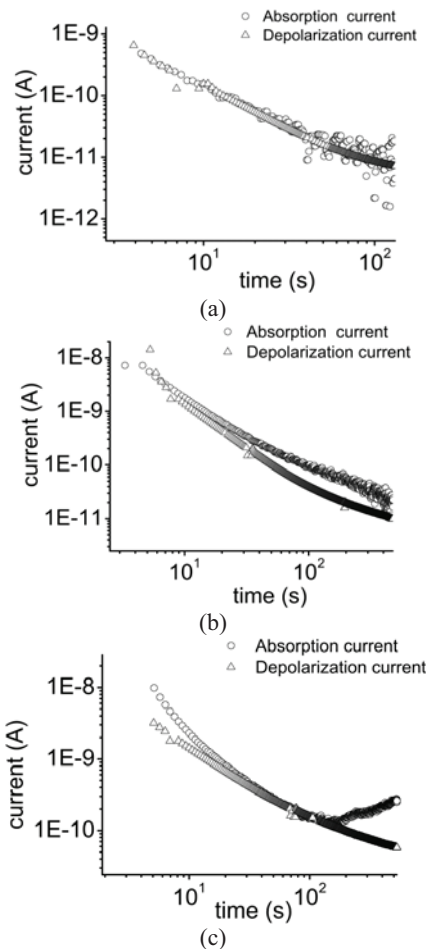 Absorption current
Depolarization current
1E-9
1E-10
1E-11
1E-12
current (A)
10¹
10²
time (s)
(a)
Absorption current
Depolarization current
1E-8
1E-9
1E-10
1E-11
current (A)
10¹
10²
time (s)
(b)
Absorption current
Depolarization current
1E-8
1E-9
1E-10
current (A)
10¹
10²
time (s)
(c)